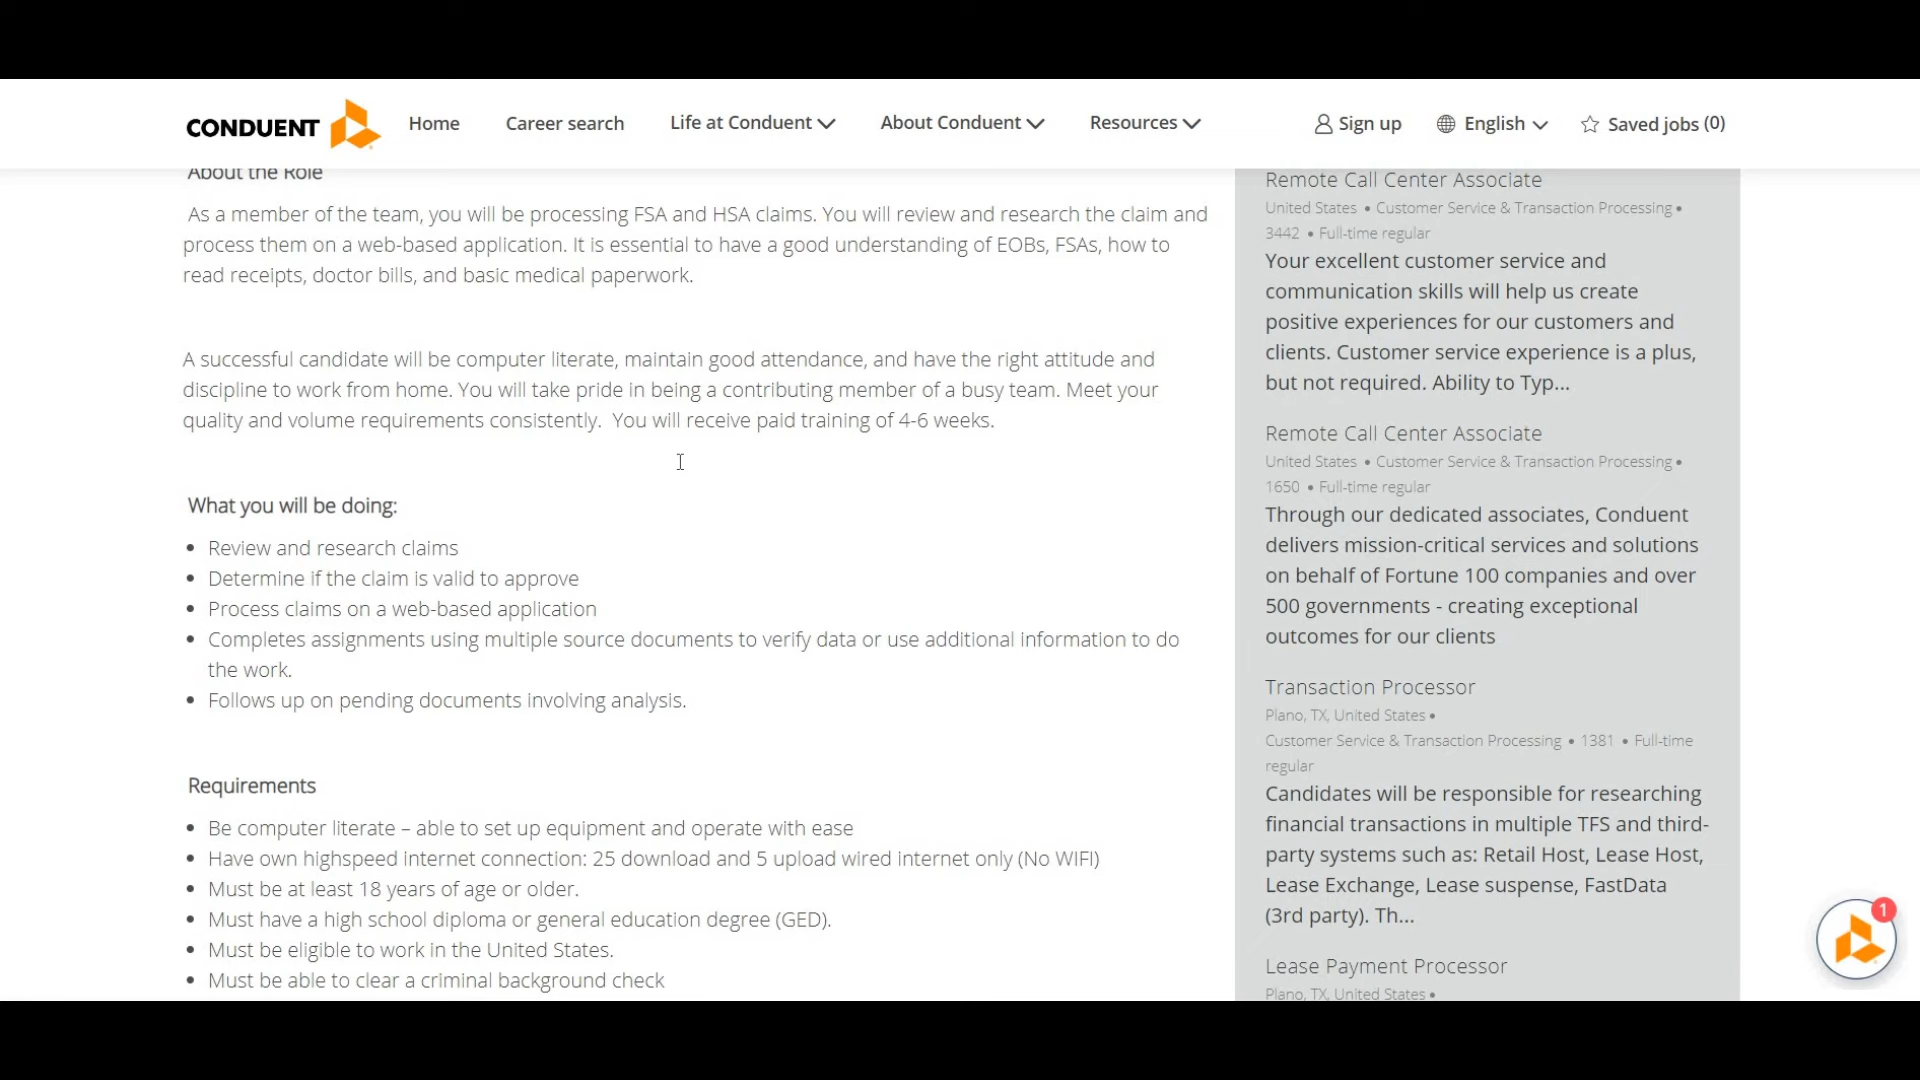 CONDUENT
Home
Career search
Life at Conduent
About Conduent
Resources
Sign up
English
Saved jobs (0)
About the Role
As a member of the team, you will be processing FSA and HSA claims. You will review and research the claim and
process them on a web-based application. It is essential to have a good understanding of EOBs, FSAs, how to
read receipts, doctor bills, and basic medical paperwork.
A successful candidate will be computer literate, maintain good attendance, and have the right attitude and
discipline to work from home. You will take pride in being a contributing member of a busy team. Meet your
quality and volume requirements consistently.  You will receive paid training of 4-6 weeks.
What you will be doing:
• Review and research claims
• Determine if the claim is valid to approve
• Process claims on a web-based application
• Completes assignments using multiple source documents to verify data or use additional information to do
the work.
• Follows up on pending documents involving analysis.
Requirements
• Be computer literate – able to set up equipment and operate with ease
• Have own highspeed internet connection: 25 download and 5 upload wired internet only (No WIFI)
• Must be at least 18 years of age or older.
• Must have a high school diploma or general education degree (GED).
• Must be eligible to work in the United States.
• Must be able to clear a criminal background check
Remote Call Center Associate
United States • Customer Service & Transaction Processing •
3442 • Full-time regular
Your excellent customer service and
communication skills will help us create
positive experiences for our customers and
clients. Customer service experience is a plus,
but not required. Ability to Typ...
Remote Call Center Associate
United States • Customer Service & Transaction Processing •
1650 • Full-time regular
Through our dedicated associates, Conduent
delivers mission-critical services and solutions
on behalf of Fortune 100 companies and over
500 governments - creating exceptional
outcomes for our clients
Transaction Processor
Plano, TX, United States •
Customer Service & Transaction Processing • 1381 • Full-time
regular
Candidates will be responsible for researching
financial transactions in multiple TFS and third-
party systems such as: Retail Host, Lease Host,
Lease Exchange, Lease suspense, FastData
(3rd party). Th...
Lease Payment Processor
Plano, TX, United States •
1